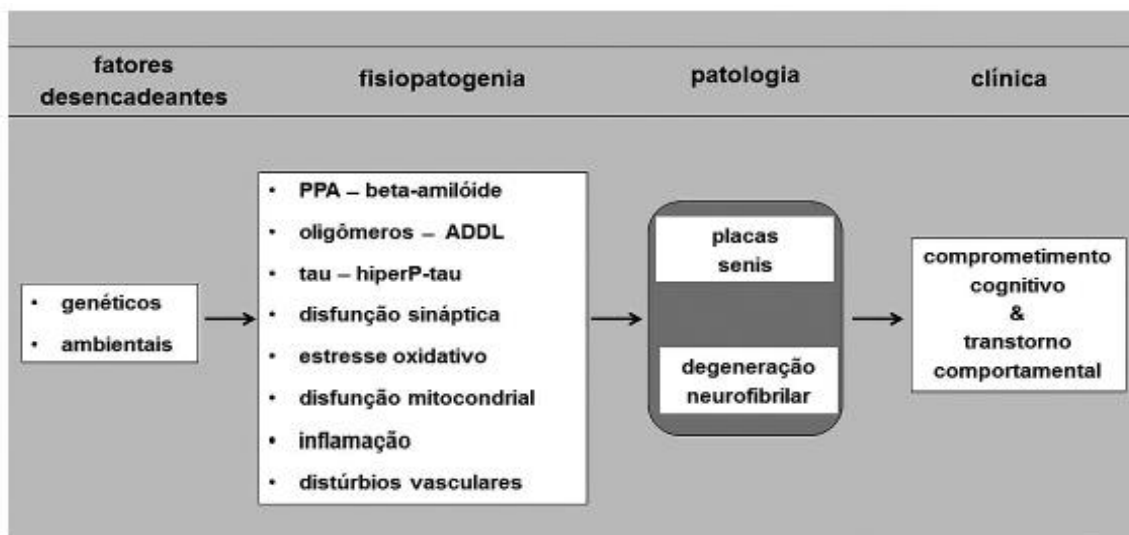 fatores
desencadeantes
fisiopatogenia
patologia
clínica
• genéticos
• ambientais
• PPA – beta-amilóide
• oligômeros – ADDL
• tau – hiperP-tau
• disfunção sináptica
• estresse oxidativo
• disfunção mitocondrial
• inflamação
• distúrbios vasculares
placas
senis
degeneração
neurofibrilar
comprometimento
cognitivo
&
transtorno
comportamental